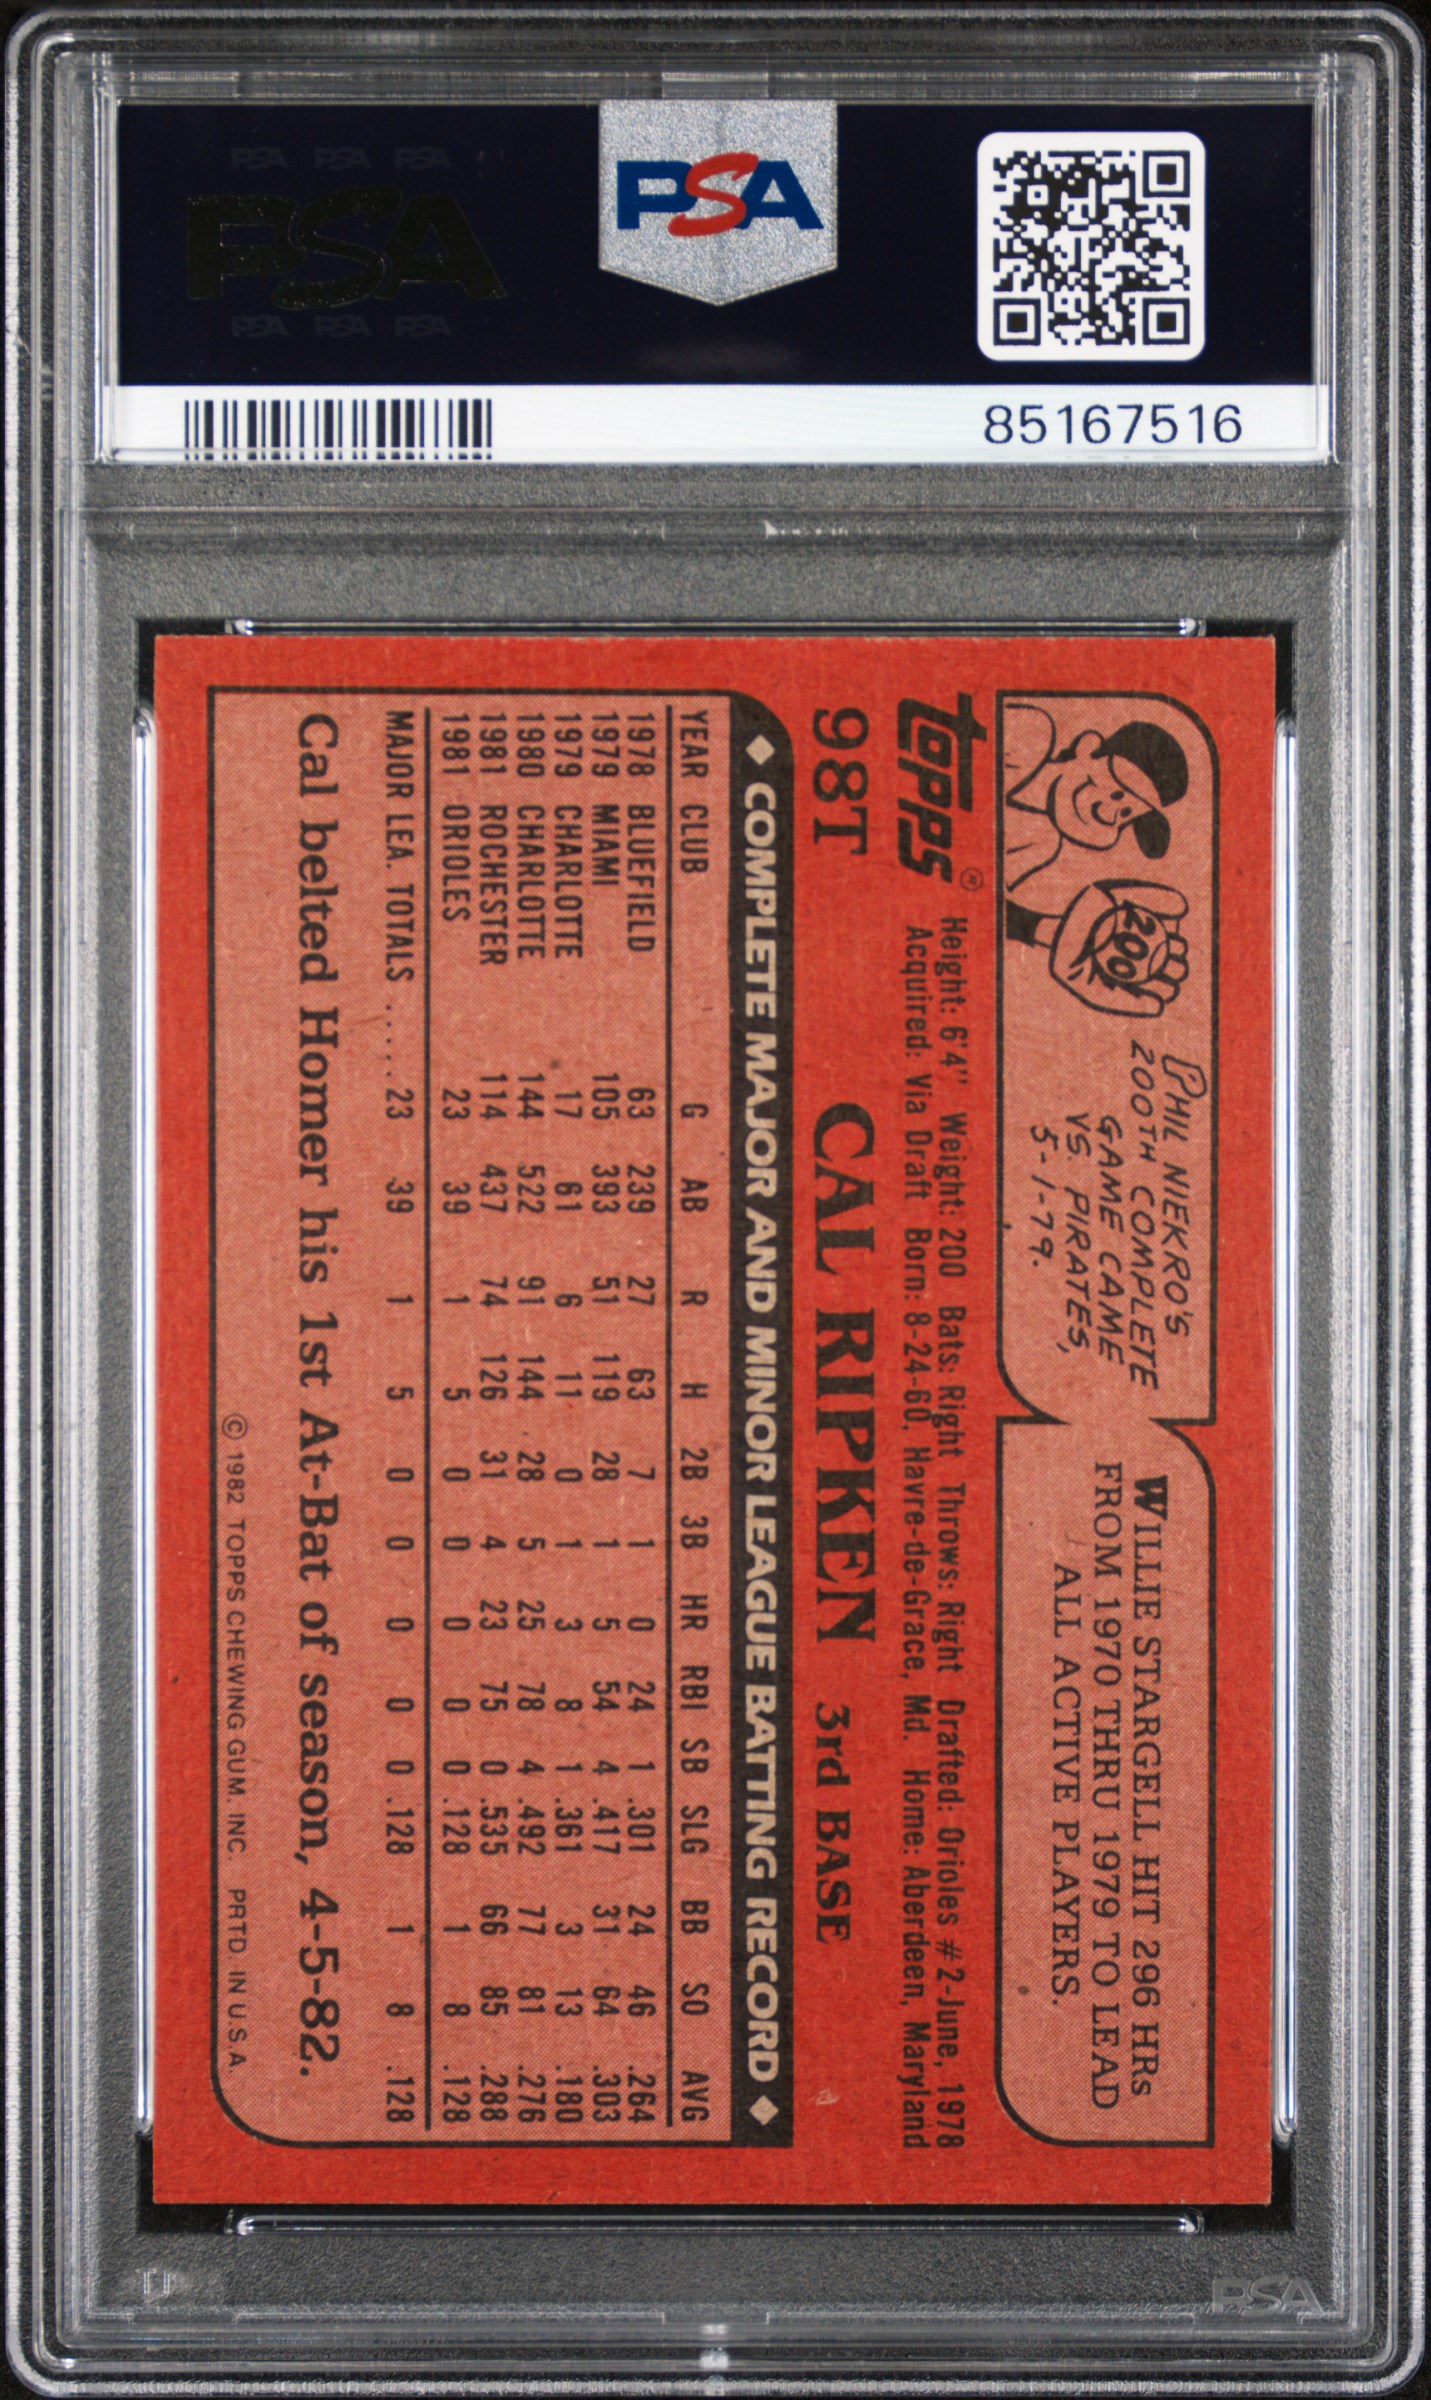 PSA PSA PSA
PSA
PSA PSA PSA
PSA
85167516
PHIL NIEKRO'S
200TH COMPLETE
GAME CAME
VS. PIRATES,
5-1-79.
200
WILLIE STARGELL HIT 296 HRs
FROM 1970 THRU 1979 TO LEAD
ALL ACTIVE PLAYERS.
topps®
Height: 6'4" Weight: 200 Bats: Right Throws: Right Drafted: Orioles #2-June, 1978
Acquired: Via Draft Born: 8-24-60, Havre-de-Grace, Md. Home: Aberdeen, Maryland
98T CAL RIPKEN 3rd BASE
◆ COMPLETE MAJOR AND MINOR LEAGUE BATTING RECORD ◆
YEAR CLUB G AB R H 2B 3B HR RBI SB SLG BB SO AVG
1978 BLUEFIELD 63 239 27 63 7 1 0 24 1 .301 24 46 .264
1979 MIAMI 105 393 51 119 28 1 5 54 4 .417 31 64 .303
1979 CHARLOTTE 17 61 6 11 0 1 3 8 1 .361 3 13 .180
1980 CHARLOTTE 144 522 91 144 28 5 25 78 4 .492 77 81 .276
1981 ROCHESTER 114 437 74 126 31 4 23 75 0 .535 66 85 .288
1981 ORIOLES 23 39 1 5 0 0 0 0 0 .128 1 8 .128
MAJOR LEA. TOTALS ..... 23 39 1 5 0 0 0 0 0 .128 1 8 .128
Cal belted Homer his 1st At-Bat of season, 4-5-82.
© 1982 TOPPS CHEWING GUM. INC. PRTD. IN U.S.A.
PSA